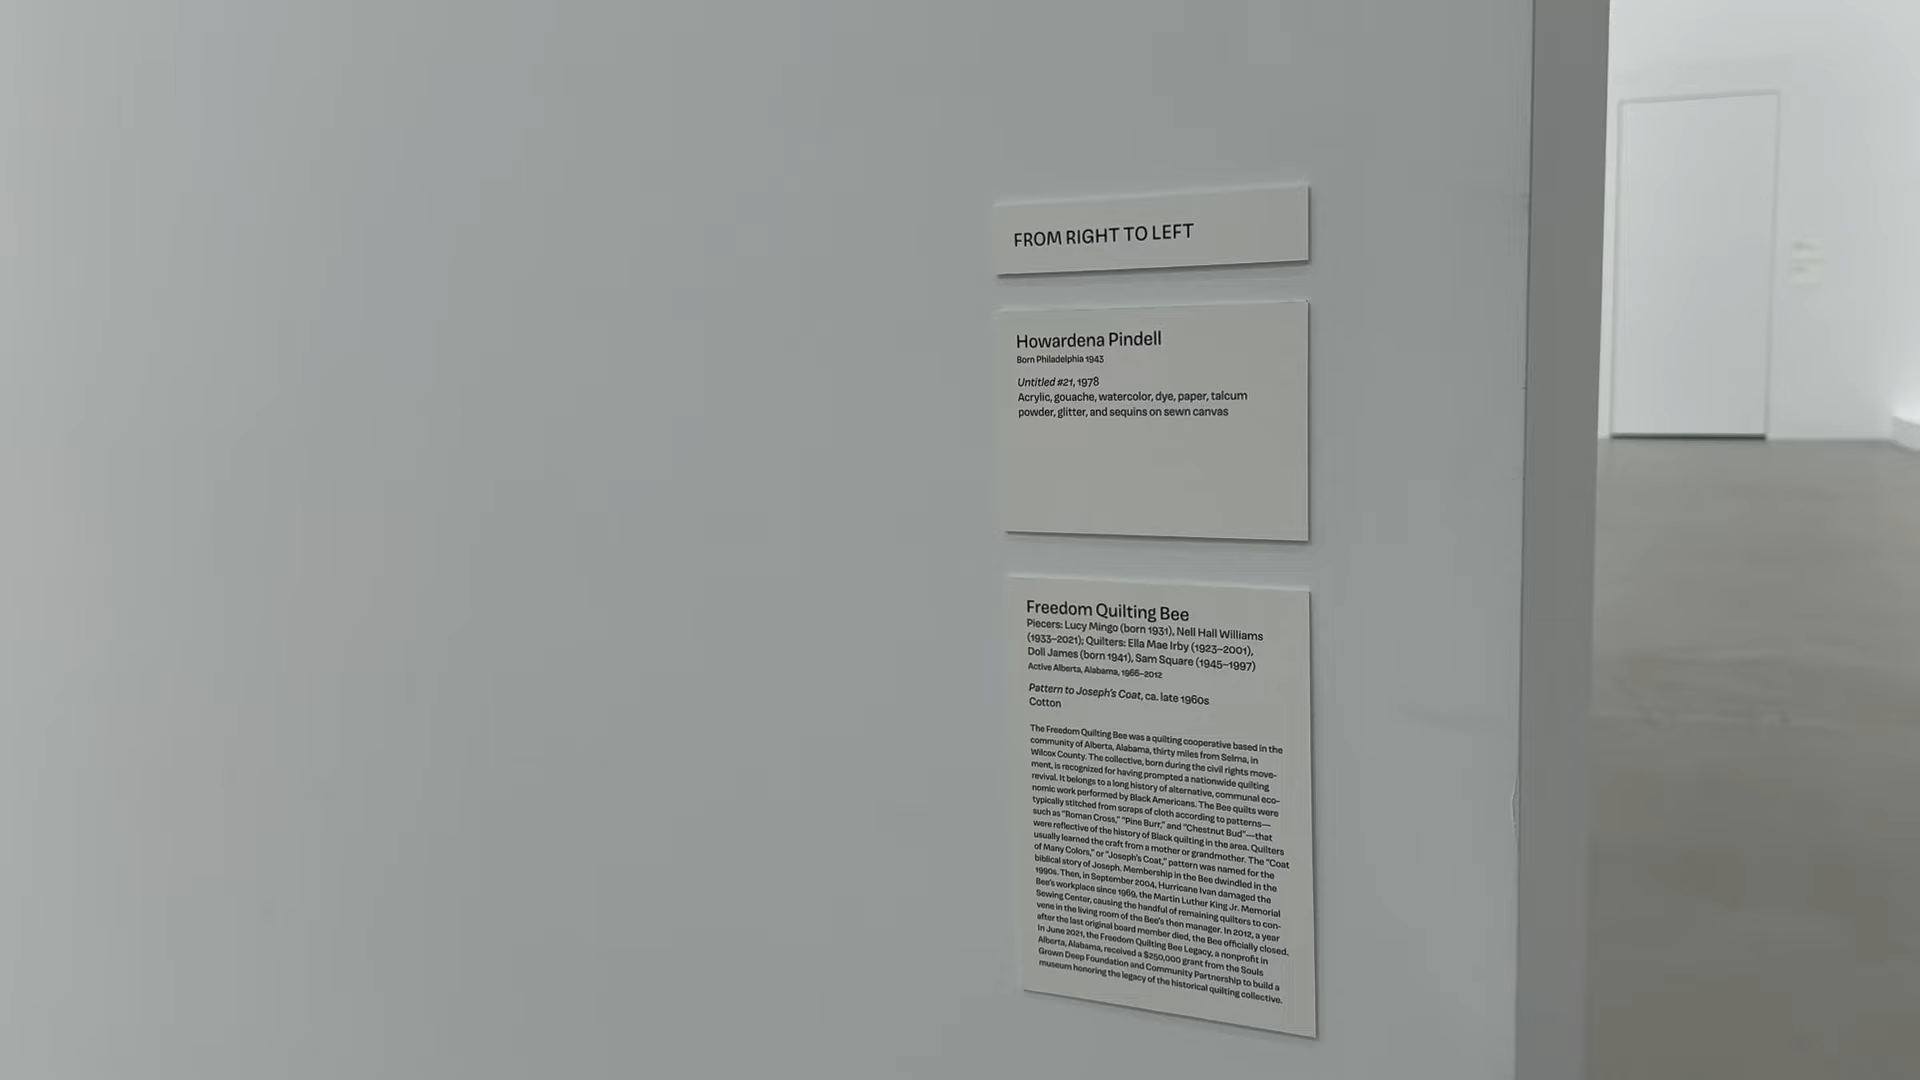 FROM RIGHT TO LEFT
Howardena Pindell
Born Philadelphia 1943
Untitled #21, 1978
Acrylic, gouache, watercolor, dye, paper, talcum
powder, glitter, and sequins on sewn canvas
Freedom Quilting Bee
Piecers: Lucy Mingo (born 1931), Nell Hall Williams
(1933–2021); Quilters: Ella Mae Irby (1923–2001),
Doll James (born 1941), Sam Square (1945–1997)
Active Alberta, Alabama, 1966–2012
Pattern to Joseph's Coat, ca. late 1960s
Cotton
The Freedom Quilting Bee was a quilting cooperative based in the
community of Alberta, Alabama, thirty miles from Selma, in
Wilcox County. The collective, born during the civil rights move-
ment, is recognized for having prompted a nationwide quilting
revival. It belongs to a long history of alternative, communal eco-
nomic work performed by Black Americans. The Bee quilts were
typically stitched from scraps of cloth according to patterns—
such as "Roman Cross," "Pine Burr," and "Chestnut Bud"—that
were reflective of the history of Black quilting in the area. Quilters
usually learned the craft from a mother or grandmother. The "Coat
of Many Colors," or "Joseph's Coat," pattern was named for the
biblical story of Joseph. Membership in the Bee dwindled in the
1990s. Then, in September 2004, Hurricane Ivan damaged the
Bee's workplace since 1969, the Martin Luther King Jr. Memorial
Sewing Center, causing the handful of remaining quilters to con-
vene in the living room of the Bee's then manager. In 2012, a year
after the last original board member died, the Bee officially closed.
In June 2021, the Freedom Quilting Bee Legacy, a nonprofit in
Alberta, Alabama, received a $250,000 grant from the Souls
Grown Deep Foundation and Community Partnership to build a
museum honoring the legacy of the historical quilting collective.